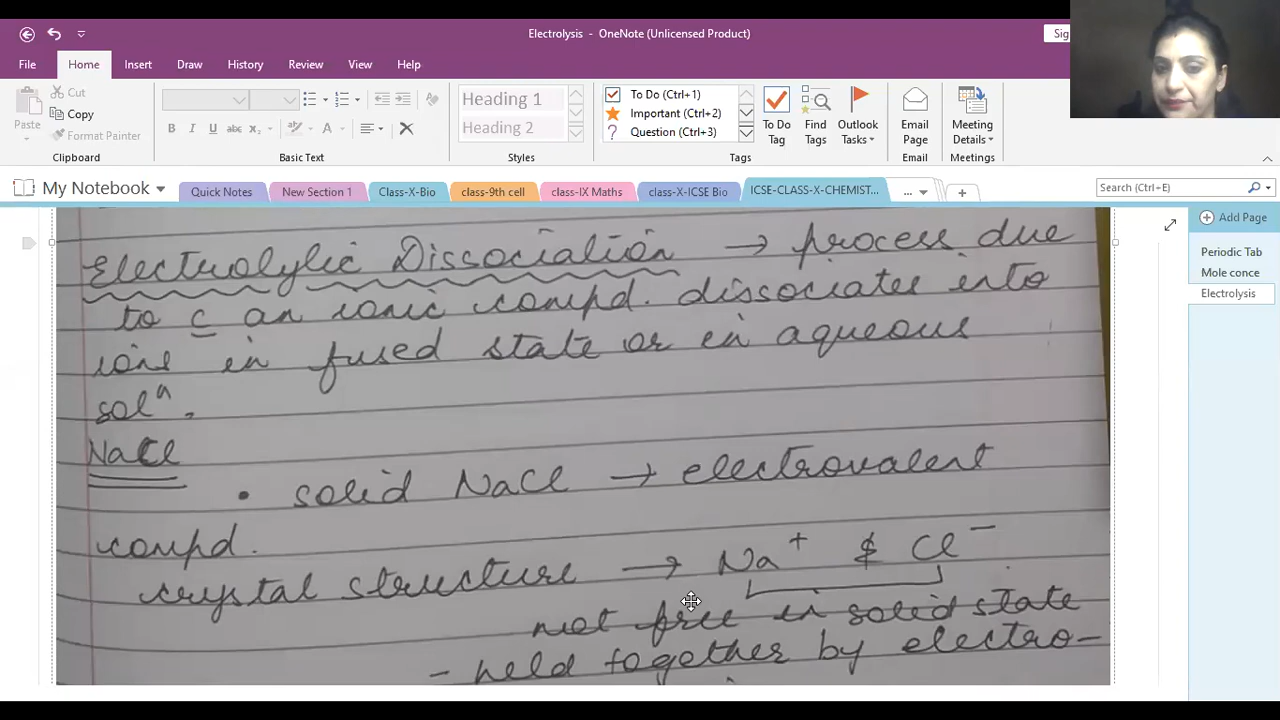 Electrolysis - OneNote (Unlicensed Product)
Sig
File Home Insert Draw History Review View Help
Paste
Cut
Copy
Format Painter
Clipboard
B I U abc x₂ A
Basic Text
Heading 1
Heading 2
Styles
To Do (Ctrl+1)
Important (Ctrl+2)
Question (Ctrl+3)
To Do Tag
Find Tags
Outlook Tasks
Tags
Email Page
Email
Meeting Details
Meetings
My Notebook
Quick Notes
New Section 1
Class-X-Bio
class-9th cell
class-IX Maths
class-X-ICSE Bio
ICSE-CLASS-X-CHEMIST...
...
Search (Ctrl+E)
Add Page
Periodic Tab
Mole conce
Electrolysis
Electrolylic Dissociation → process due
to c an ionic compd. dissociates into
ions in fused state or in aqueous
solⁿ.
NaCl
• solid NaCl → electrovalent
compd.
crystal structure → Na⁺ & Cl⁻
not free in solid state
- held together by electro-